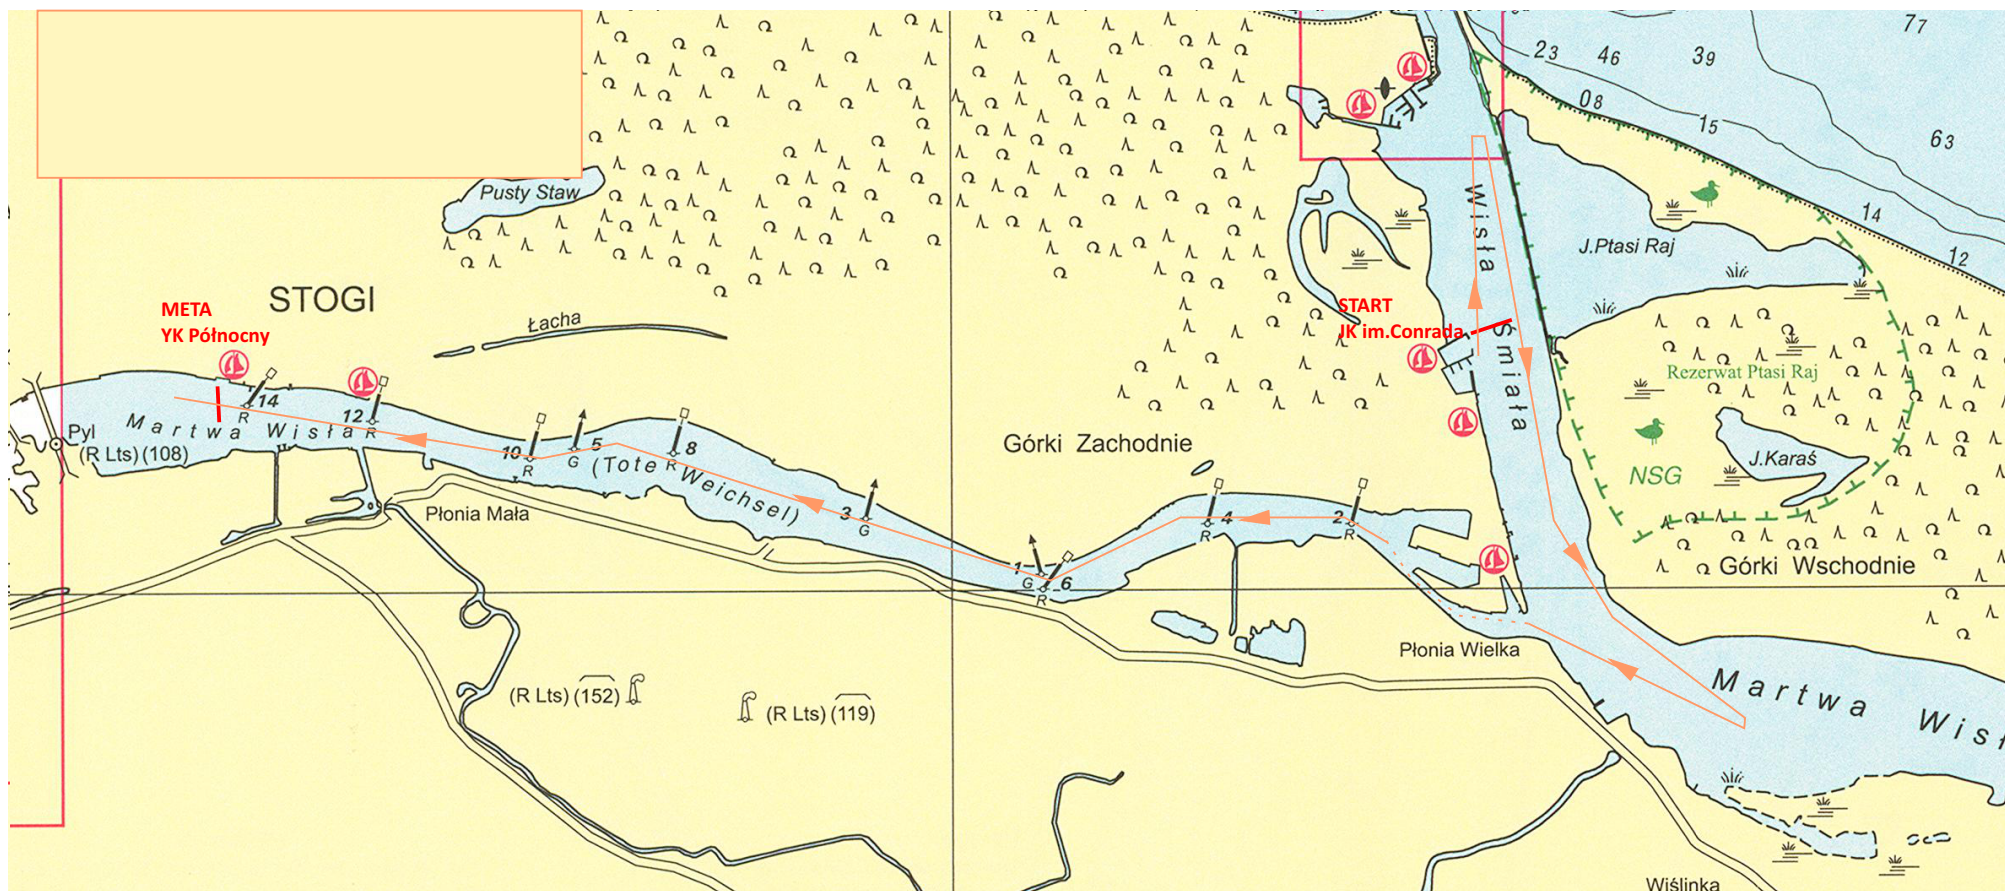 77
23
46
39
08
15
63
14
12
Pusty Staw
Wisła
J.Ptasi Raj
STOGI
Łacha
META
YK Północny
START
JK im.Conrada
Śmiała
Rezerwat Ptasi Raj
14
R
12
R
Martwa Wisła
Pyl
(R Lts) (108)
10
R
5
G
8
R
(Tote Weichsel)
Górki Zachodnie
J.Karaś
NSG
Płonia Mała
3
G
4
R
2
R
1
G
6
R
Górki Wschodnie
Płonia Wielka
(R Lts) (152)
(R Lts) (119)
Martwa Wisł
Wiślinka